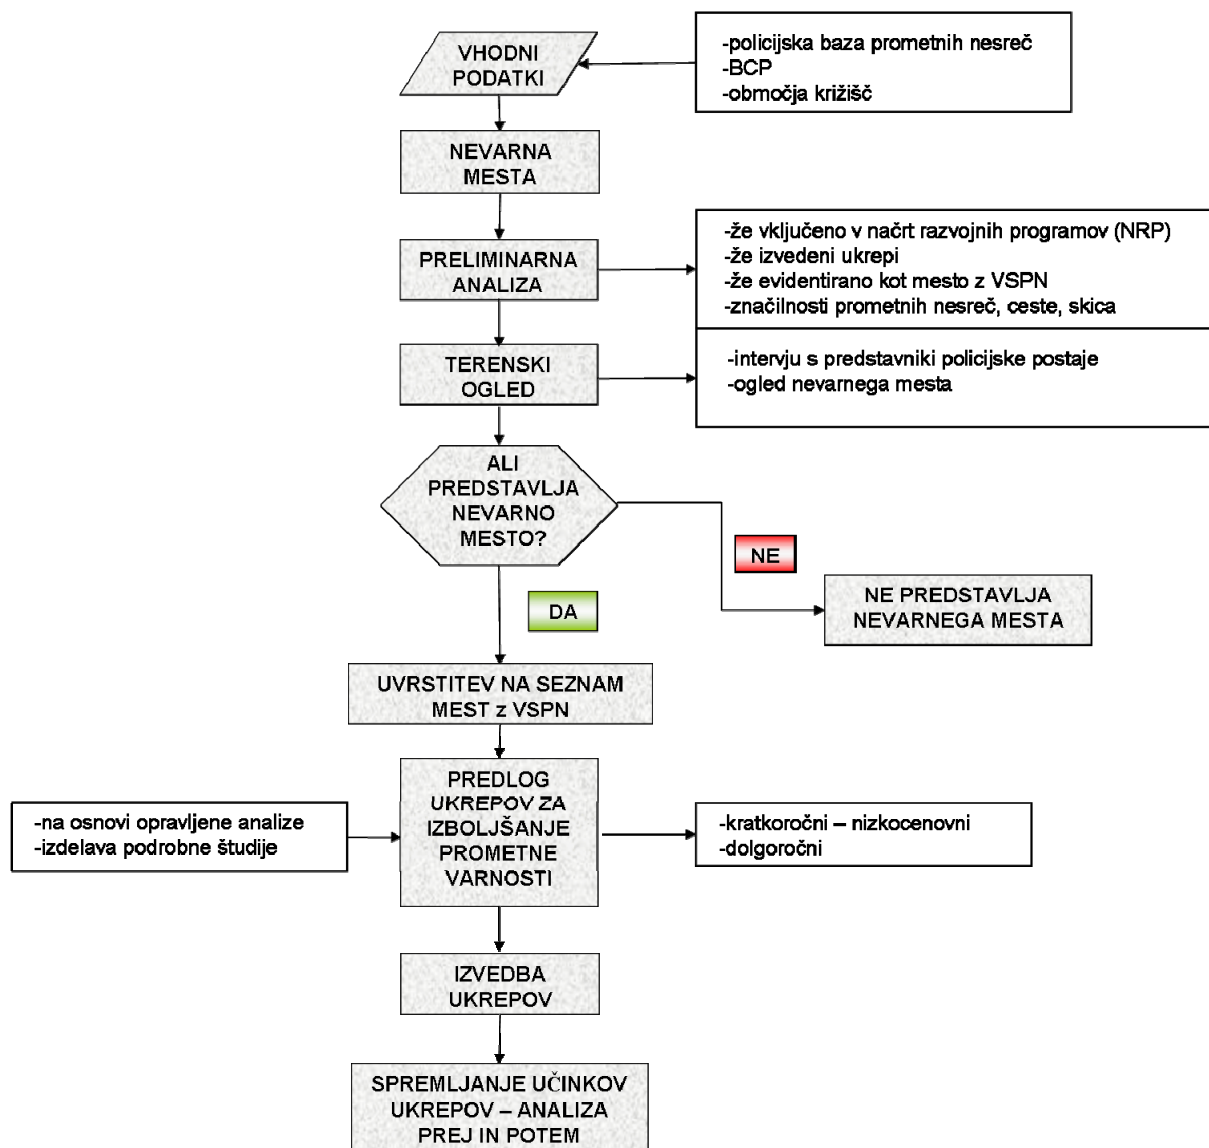 VHODNI
PODATKI
-policijska baza prometnih nesreč
-BCP
-območja križišč
NEVARNA
MESTA
PRELIMINARNA
ANALIZA
-že vključeno v načrt razvojnih programov (NRP)
-že izvedeni ukrepi
-že evidentirano kot mesto z VSPN
-značilnosti prometnih nesreč, ceste, skica
TERENSKI
OGLED
-intervju s predstavniki policijske postaje
-ogled nevarnega mesta
ALI
PREDSTAVLJA
NEVARNO
MESTO?
NE
NE PREDSTAVLJA
NEVARNEGA MESTA
DA
UVRSTITEV NA SEZNAM
MEST z VSPN
-na osnovi opravljene analize
-izdelava podrobne študije
PREDLOG
UKREPOV ZA
IZBOLJŠANJE
PROMETNE
VARNOSTI
-kratkoročni – nizkocenovni
-dolgoročni
IZVEDBA
UKREPOV
SPREMLJANJE UČINKOV
UKREPOV – ANALIZA
PREJ IN POTEM